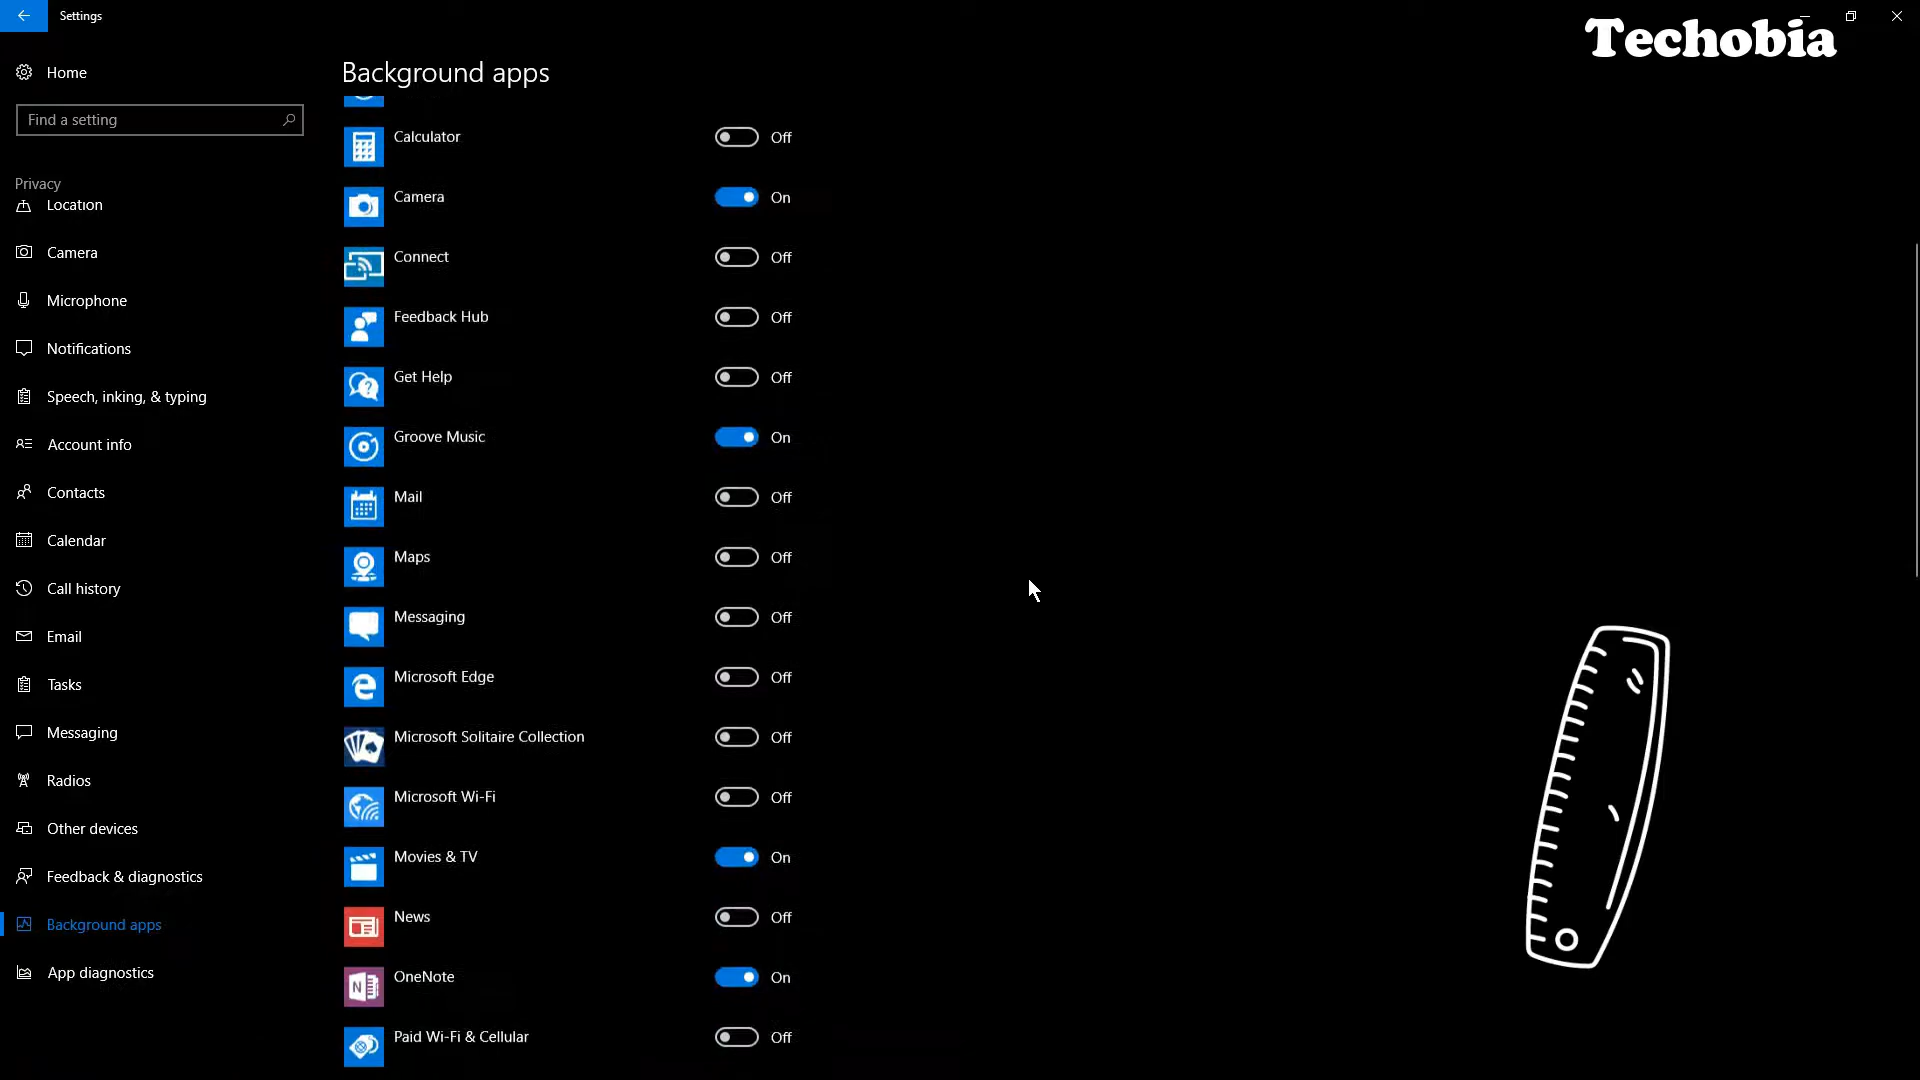 Settings
Techobia
Home
Find a setting
Privacy
Location
Camera
Microphone
Notifications
Speech, inking, & typing
Account info
Contacts
Calendar
Call history
Email
Tasks
Messaging
Radios
Other devices
Feedback & diagnostics
Background apps
App diagnostics
Background apps
Calculator Off
Camera On
Connect Off
Feedback Hub Off
Get Help Off
Groove Music On
Mail Off
Maps Off
Messaging Off
Microsoft Edge Off
Microsoft Solitaire Collection Off
Microsoft Wi-Fi Off
Movies & TV On
News Off
OneNote On
Paid Wi-Fi & Cellular Off